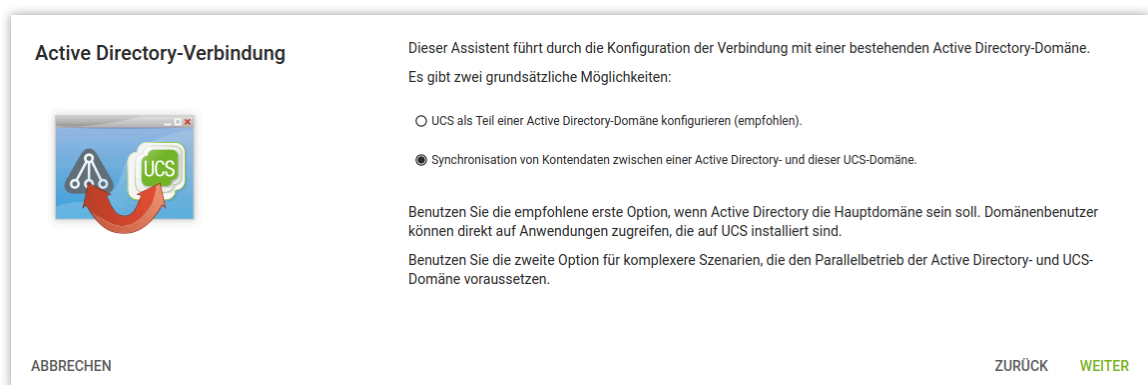 Active Directory-Verbindung
UCS
Dieser Assistent führt durch die Konfiguration der Verbindung mit einer bestehenden Active Directory-Domäne.
Es gibt zwei grundsätzliche Möglichkeiten:
UCS als Teil einer Active Directory-Domäne konfigurieren (empfohlen).
Synchronisation von Kontendaten zwischen einer Active Directory- und dieser UCS-Domäne.
Benutzen Sie die empfohlene erste Option, wenn Active Directory die Hauptdomäne sein soll. Domänenbenutzer
können direkt auf Anwendungen zugreifen, die auf UCS installiert sind.
Benutzen Sie die zweite Option für komplexere Szenarien, die den Parallelbetrieb der Active Directory- und UCS-
Domäne voraussetzen.
ABBRECHEN
ZURÜCK
WEITER